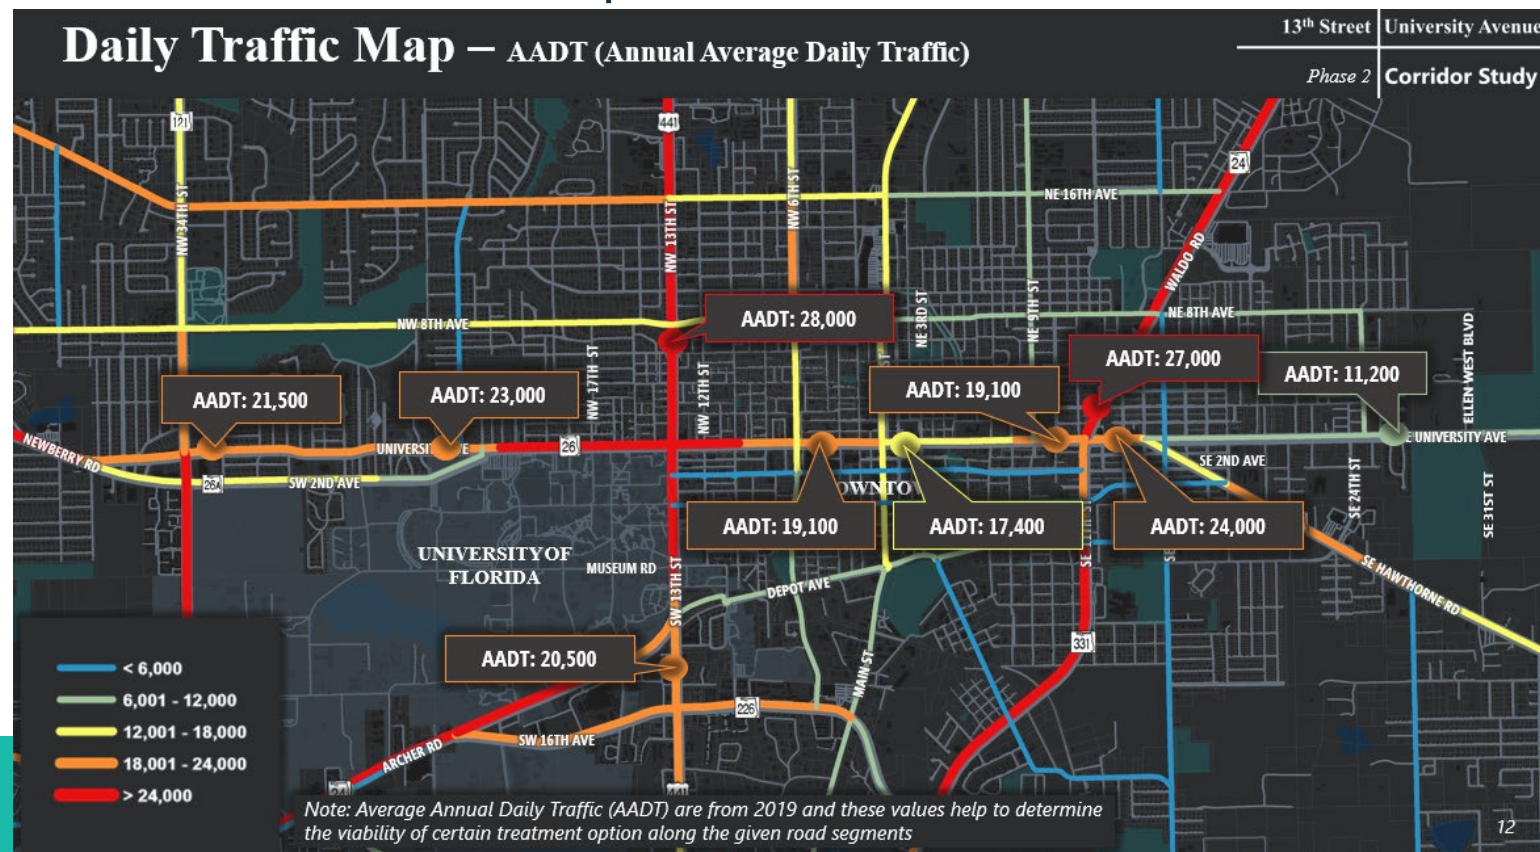 Daily Traffic Map – AADT (Annual Average Daily Traffic)
13th Street University Avenue
Phase 2 Corridor Study
121
441
24
NW 34TH ST
NW 13TH ST
NW 6TH ST
NE 16TH AVE
WALDO RD
NW 8TH AVE
NE 8TH AVE
NE 3RD ST
NE 9TH ST
ELLEN WEST BLVD
AADT: 28,000
AADT: 27,000
AADT: 11,200
AADT: 21,500
AADT: 23,000
AADT: 19,100
NW 17TH ST
NW 12TH ST
NEWBERRY RD
26
E UNIVERSITY AVE
SE 2ND AVE
26A
SW 2ND AVE
SE 24TH ST
SE 31ST ST
AADT: 19,100
AADT: 17,400
AADT: 24,000
UNIVERSITY OF
FLORIDA
MUSEUM RD
SW 13TH ST
DEPOT AVE
SE HAWTHORNE RD
331
AADT: 20,500
MAIN ST
226
SW 16TH AVE
ARCHER RD
< 6,000
6,001 - 12,000
12,001 - 18,000
18,001 - 24,000
> 24,000
Note: Average Annual Daily Traffic (AADT) are from 2019 and these values help to determine
the viability of certain treatment option along the given road segments
12